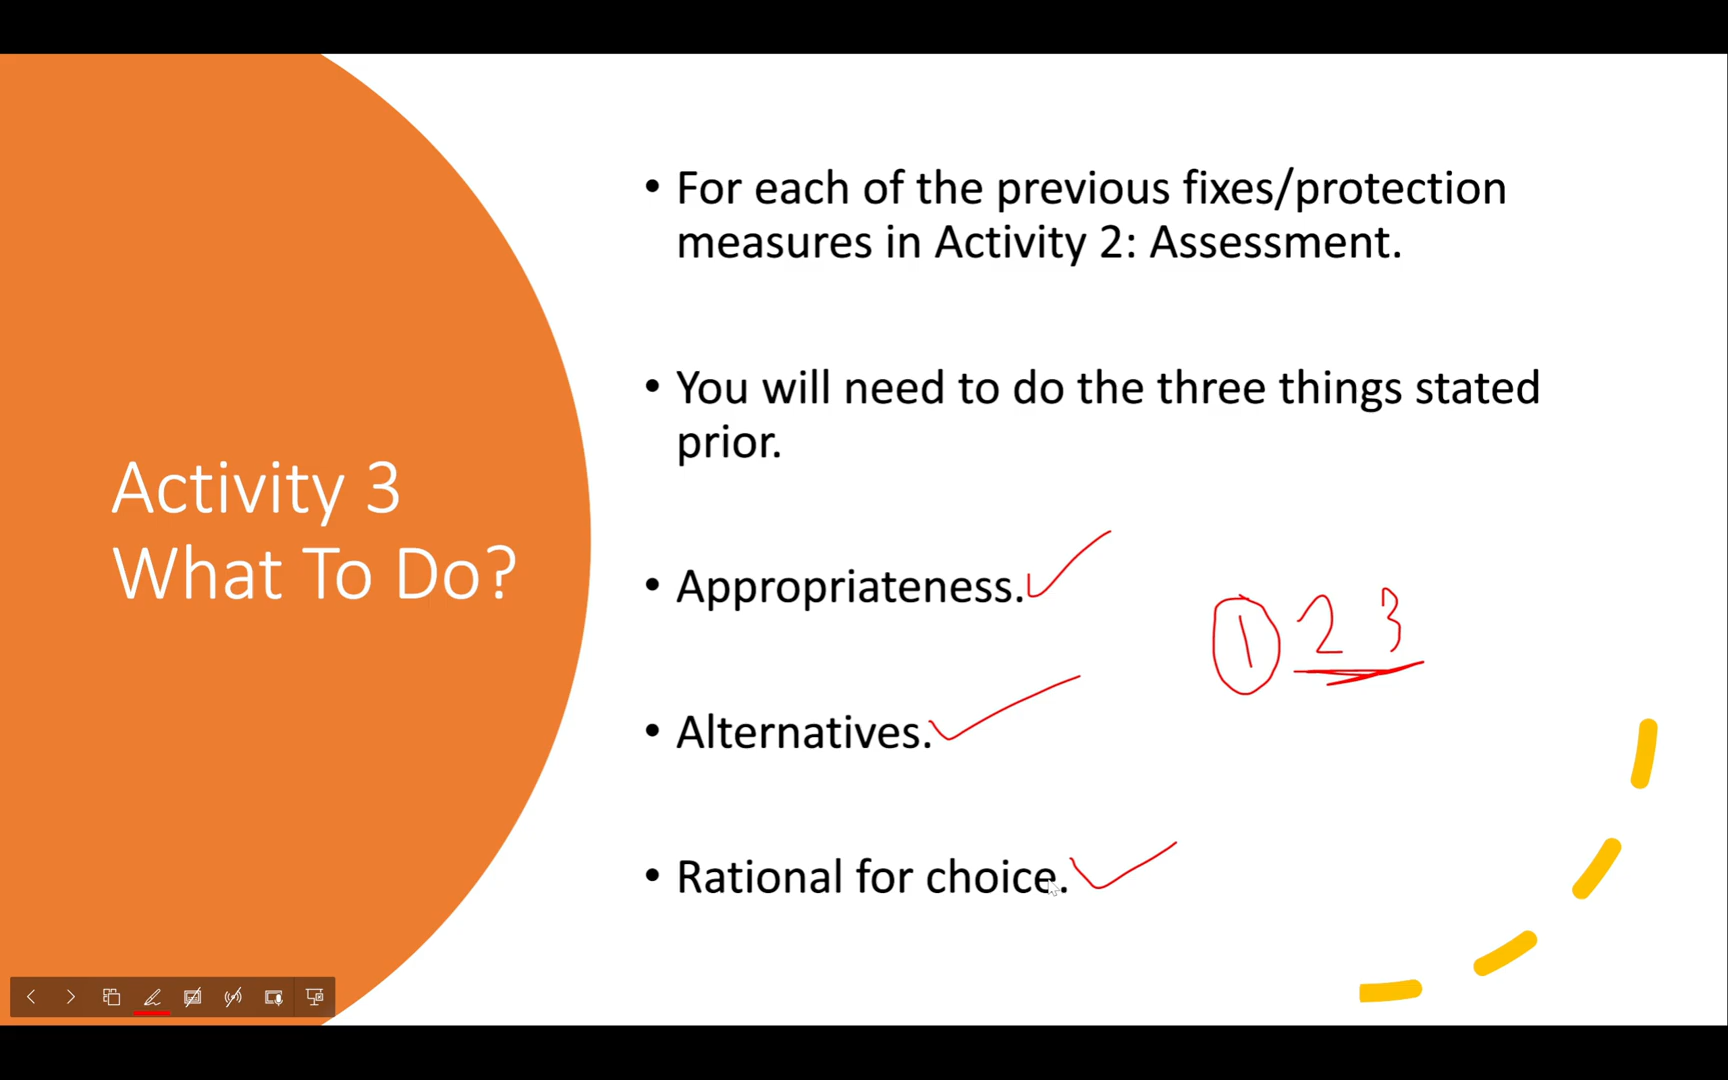 Activity 3
What To Do?
• For each of the previous fixes/protection
measures in Activity 2: Assessment.
• You will need to do the three things stated
prior.
• Appropriateness.
• Alternatives.
• Rational for choice.
1 2 3